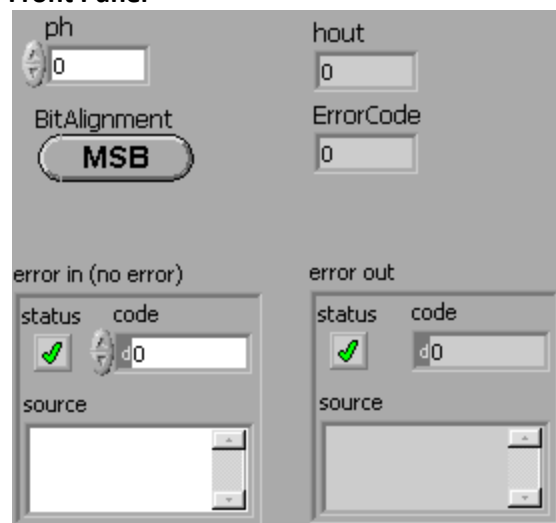 Front Panel
ph
hout
0
0
BitAlignment
ErrorCode
MSB
0
error in (no error)
error out
status code
status code
d0
d0
source
source